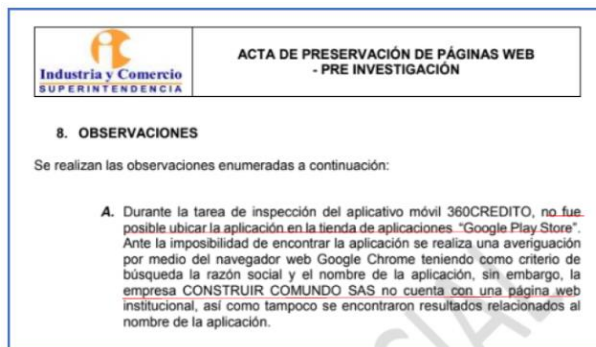 Industria y Comercio
SUPERINTENDENCIA
ACTA DE PRESERVACIÓN DE PÁGINAS WEB
- PRE INVESTIGACIÓN
8. OBSERVACIONES
Se realizan las observaciones enumeradas a continuación:
A. Durante la tarea de inspección del aplicativo móvil 360CREDITO, no fue
posible ubicar la aplicación en la tienda de aplicaciones "Google Play Store".
Ante la imposibilidad de encontrar la aplicación se realiza una averiguación
por medio del navegador web Google Chrome teniendo como criterio de
búsqueda la razón social y el nombre de la aplicación, sin embargo, la
empresa CONSTRUIR COMUNDO SAS no cuenta con una página web
institucional, así como tampoco se encontraron resultados relacionados al
nombre de la aplicación.